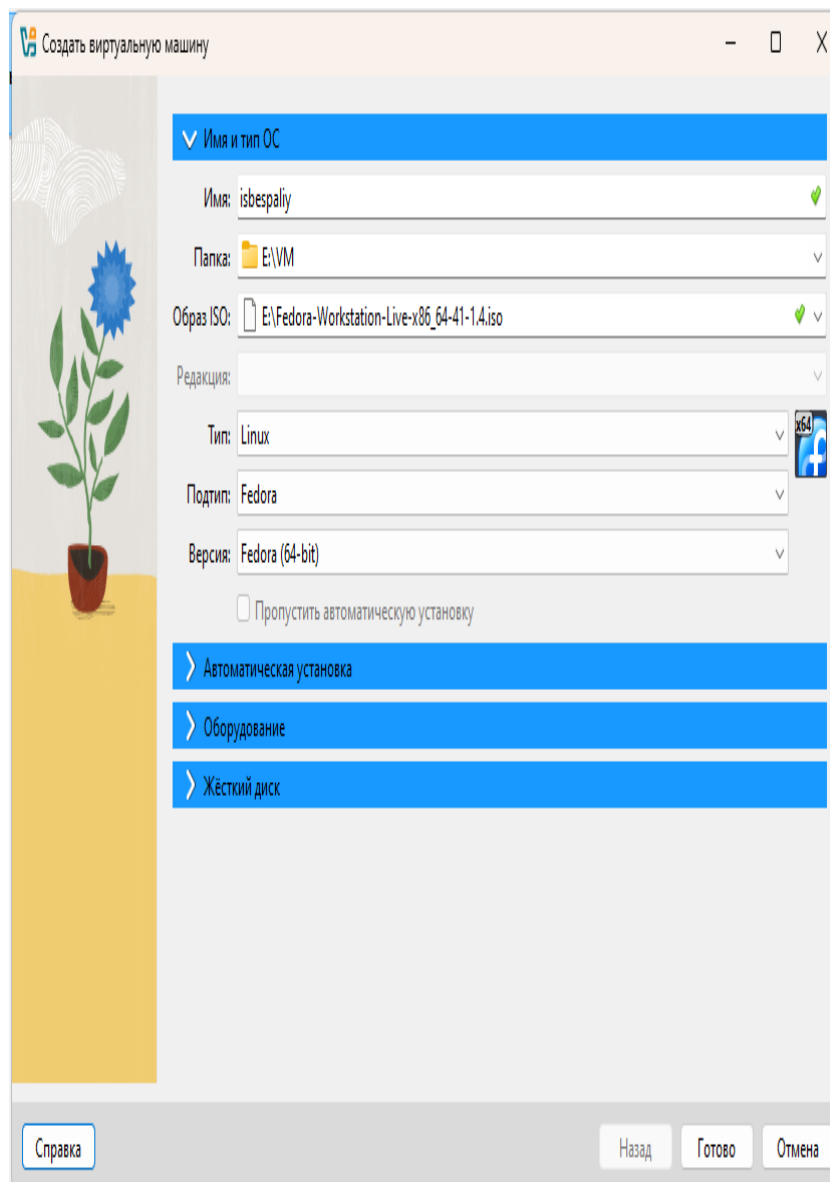 Создать виртуальную машину
Имя и тип ОС
Имя: isbespaliy
Папка: E:\VM
Образ ISO: E:\Fedora-Workstation-Live-x86_64-41-1.4.iso
Редакция:
Тип: Linux
x64
Подтип: Fedora
Версия: Fedora (64-bit)
Пропустить автоматическую установку
Автоматическая установка
Оборудование
Жёсткий диск
Справка Назад Готово Отмена